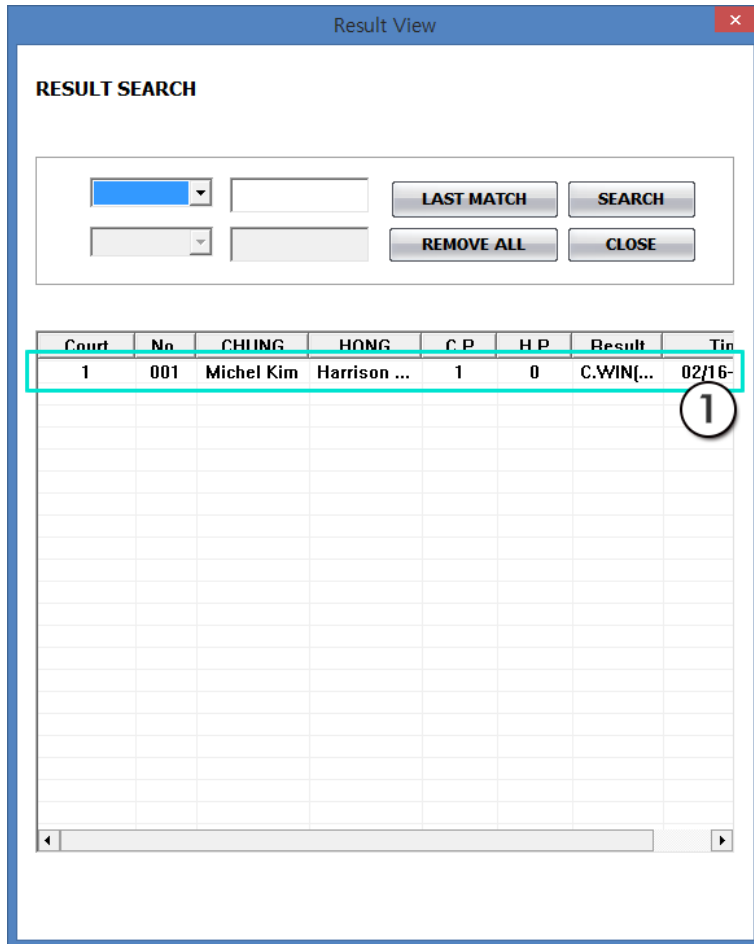 Result View
RESULT SEARCH
LAST MATCH SEARCH
REMOVE ALL CLOSE
Court No CHUNG HONG C.P H.P Result Tim
1 001 Michel Kim Harrison ... 1 0 C.WIN(... 02/16-
1